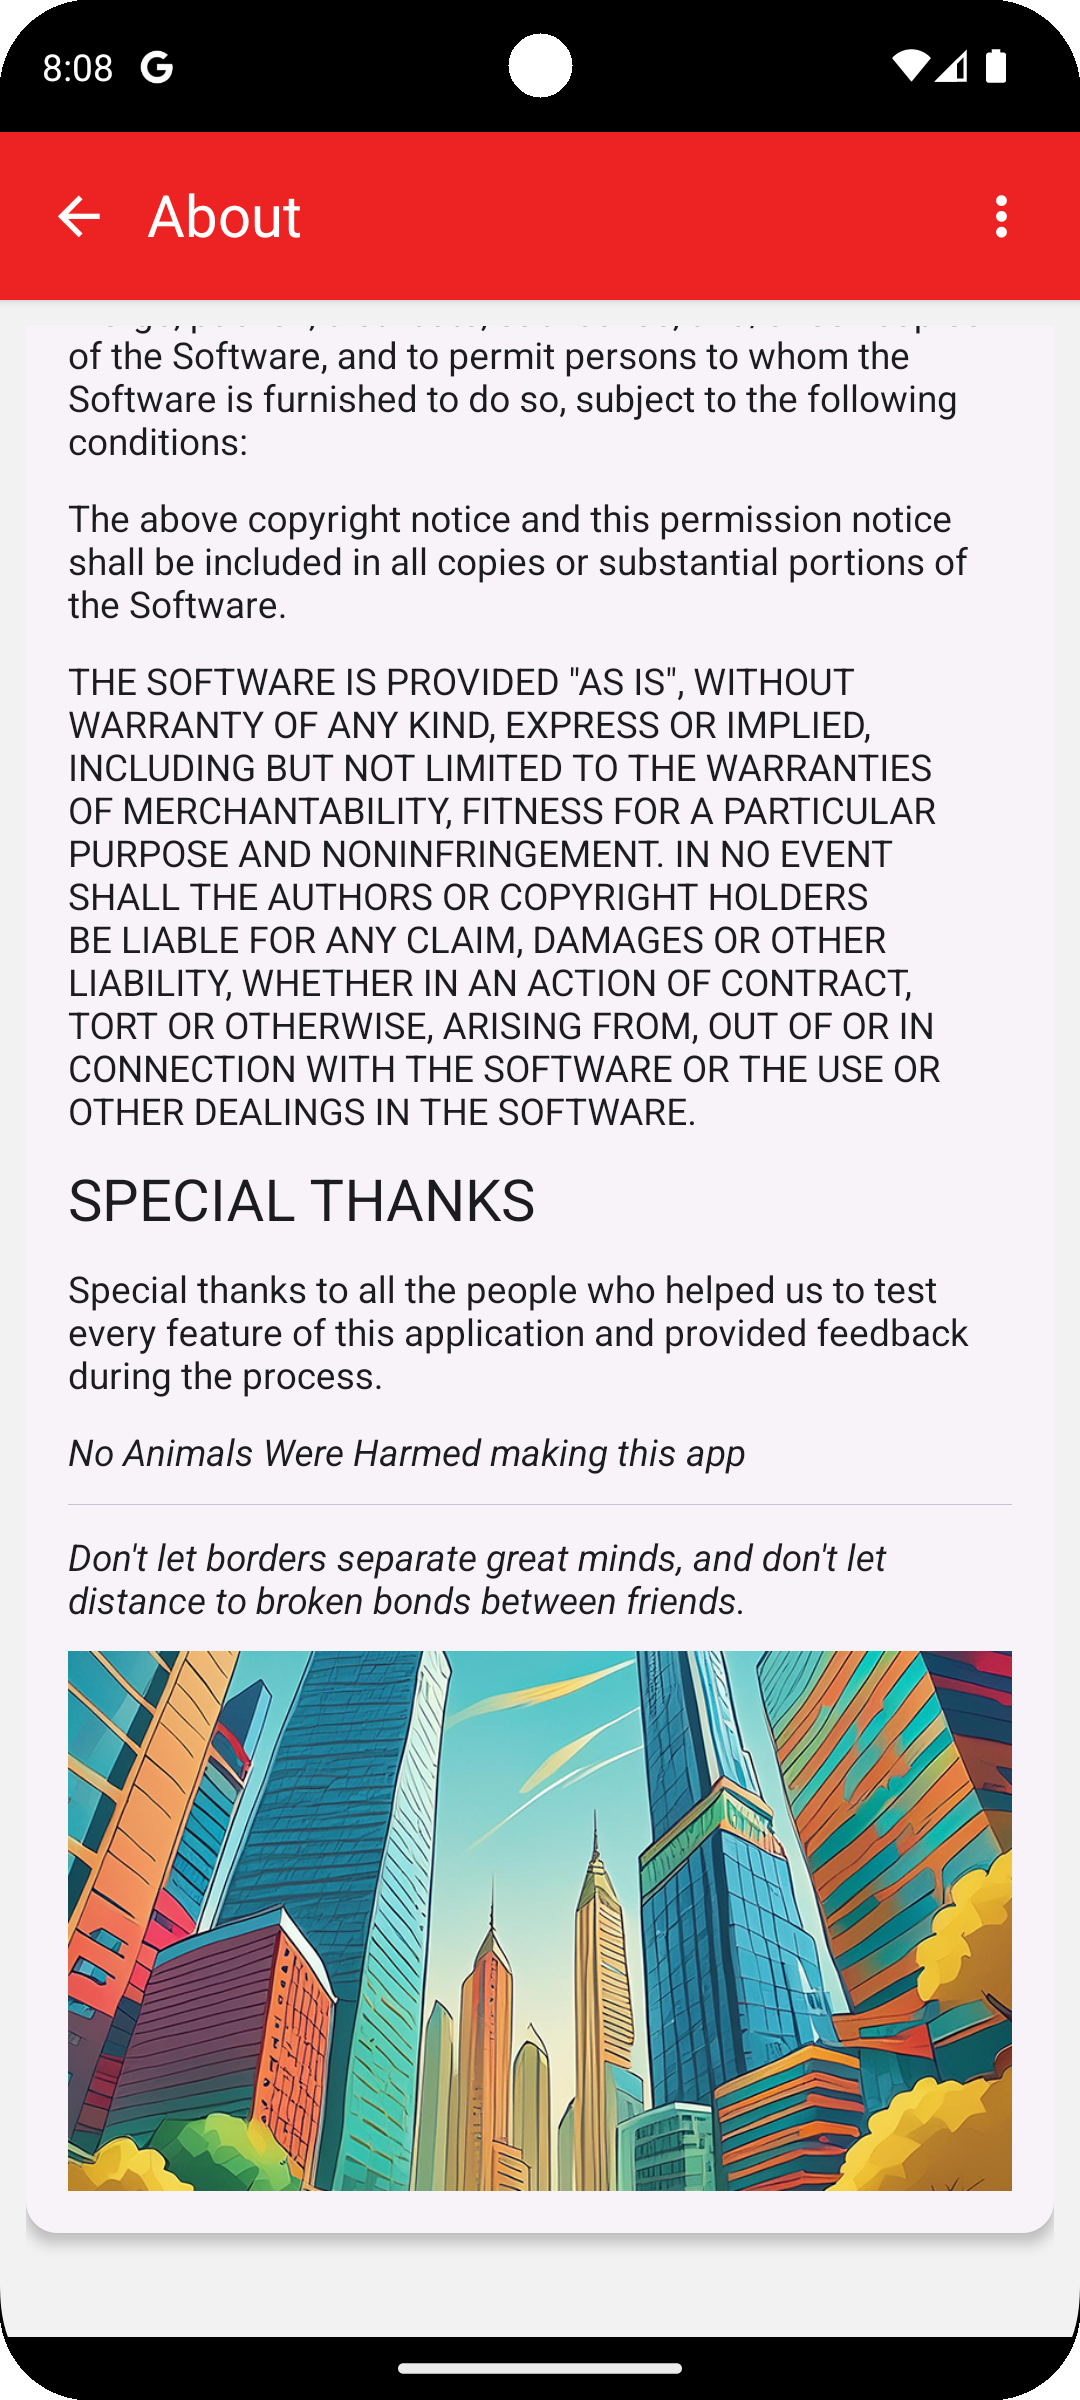 8:08
About
of the Software, and to permit persons to whom the
Software is furnished to do so, subject to the following
conditions:
The above copyright notice and this permission notice
shall be included in all copies or substantial portions of
the Software.
THE SOFTWARE IS PROVIDED "AS IS", WITHOUT
WARRANTY OF ANY KIND, EXPRESS OR IMPLIED,
INCLUDING BUT NOT LIMITED TO THE WARRANTIES
OF MERCHANTABILITY, FITNESS FOR A PARTICULAR
PURPOSE AND NONINFRINGEMENT. IN NO EVENT
SHALL THE AUTHORS OR COPYRIGHT HOLDERS
BE LIABLE FOR ANY CLAIM, DAMAGES OR OTHER
LIABILITY, WHETHER IN AN ACTION OF CONTRACT,
TORT OR OTHERWISE, ARISING FROM, OUT OF OR IN
CONNECTION WITH THE SOFTWARE OR THE USE OR
OTHER DEALINGS IN THE SOFTWARE.
SPECIAL THANKS
Special thanks to all the people who helped us to test
every feature of this application and provided feedback
during the process.
No Animals Were Harmed making this app
Don't let borders separate great minds, and don't let
distance to broken bonds between friends.